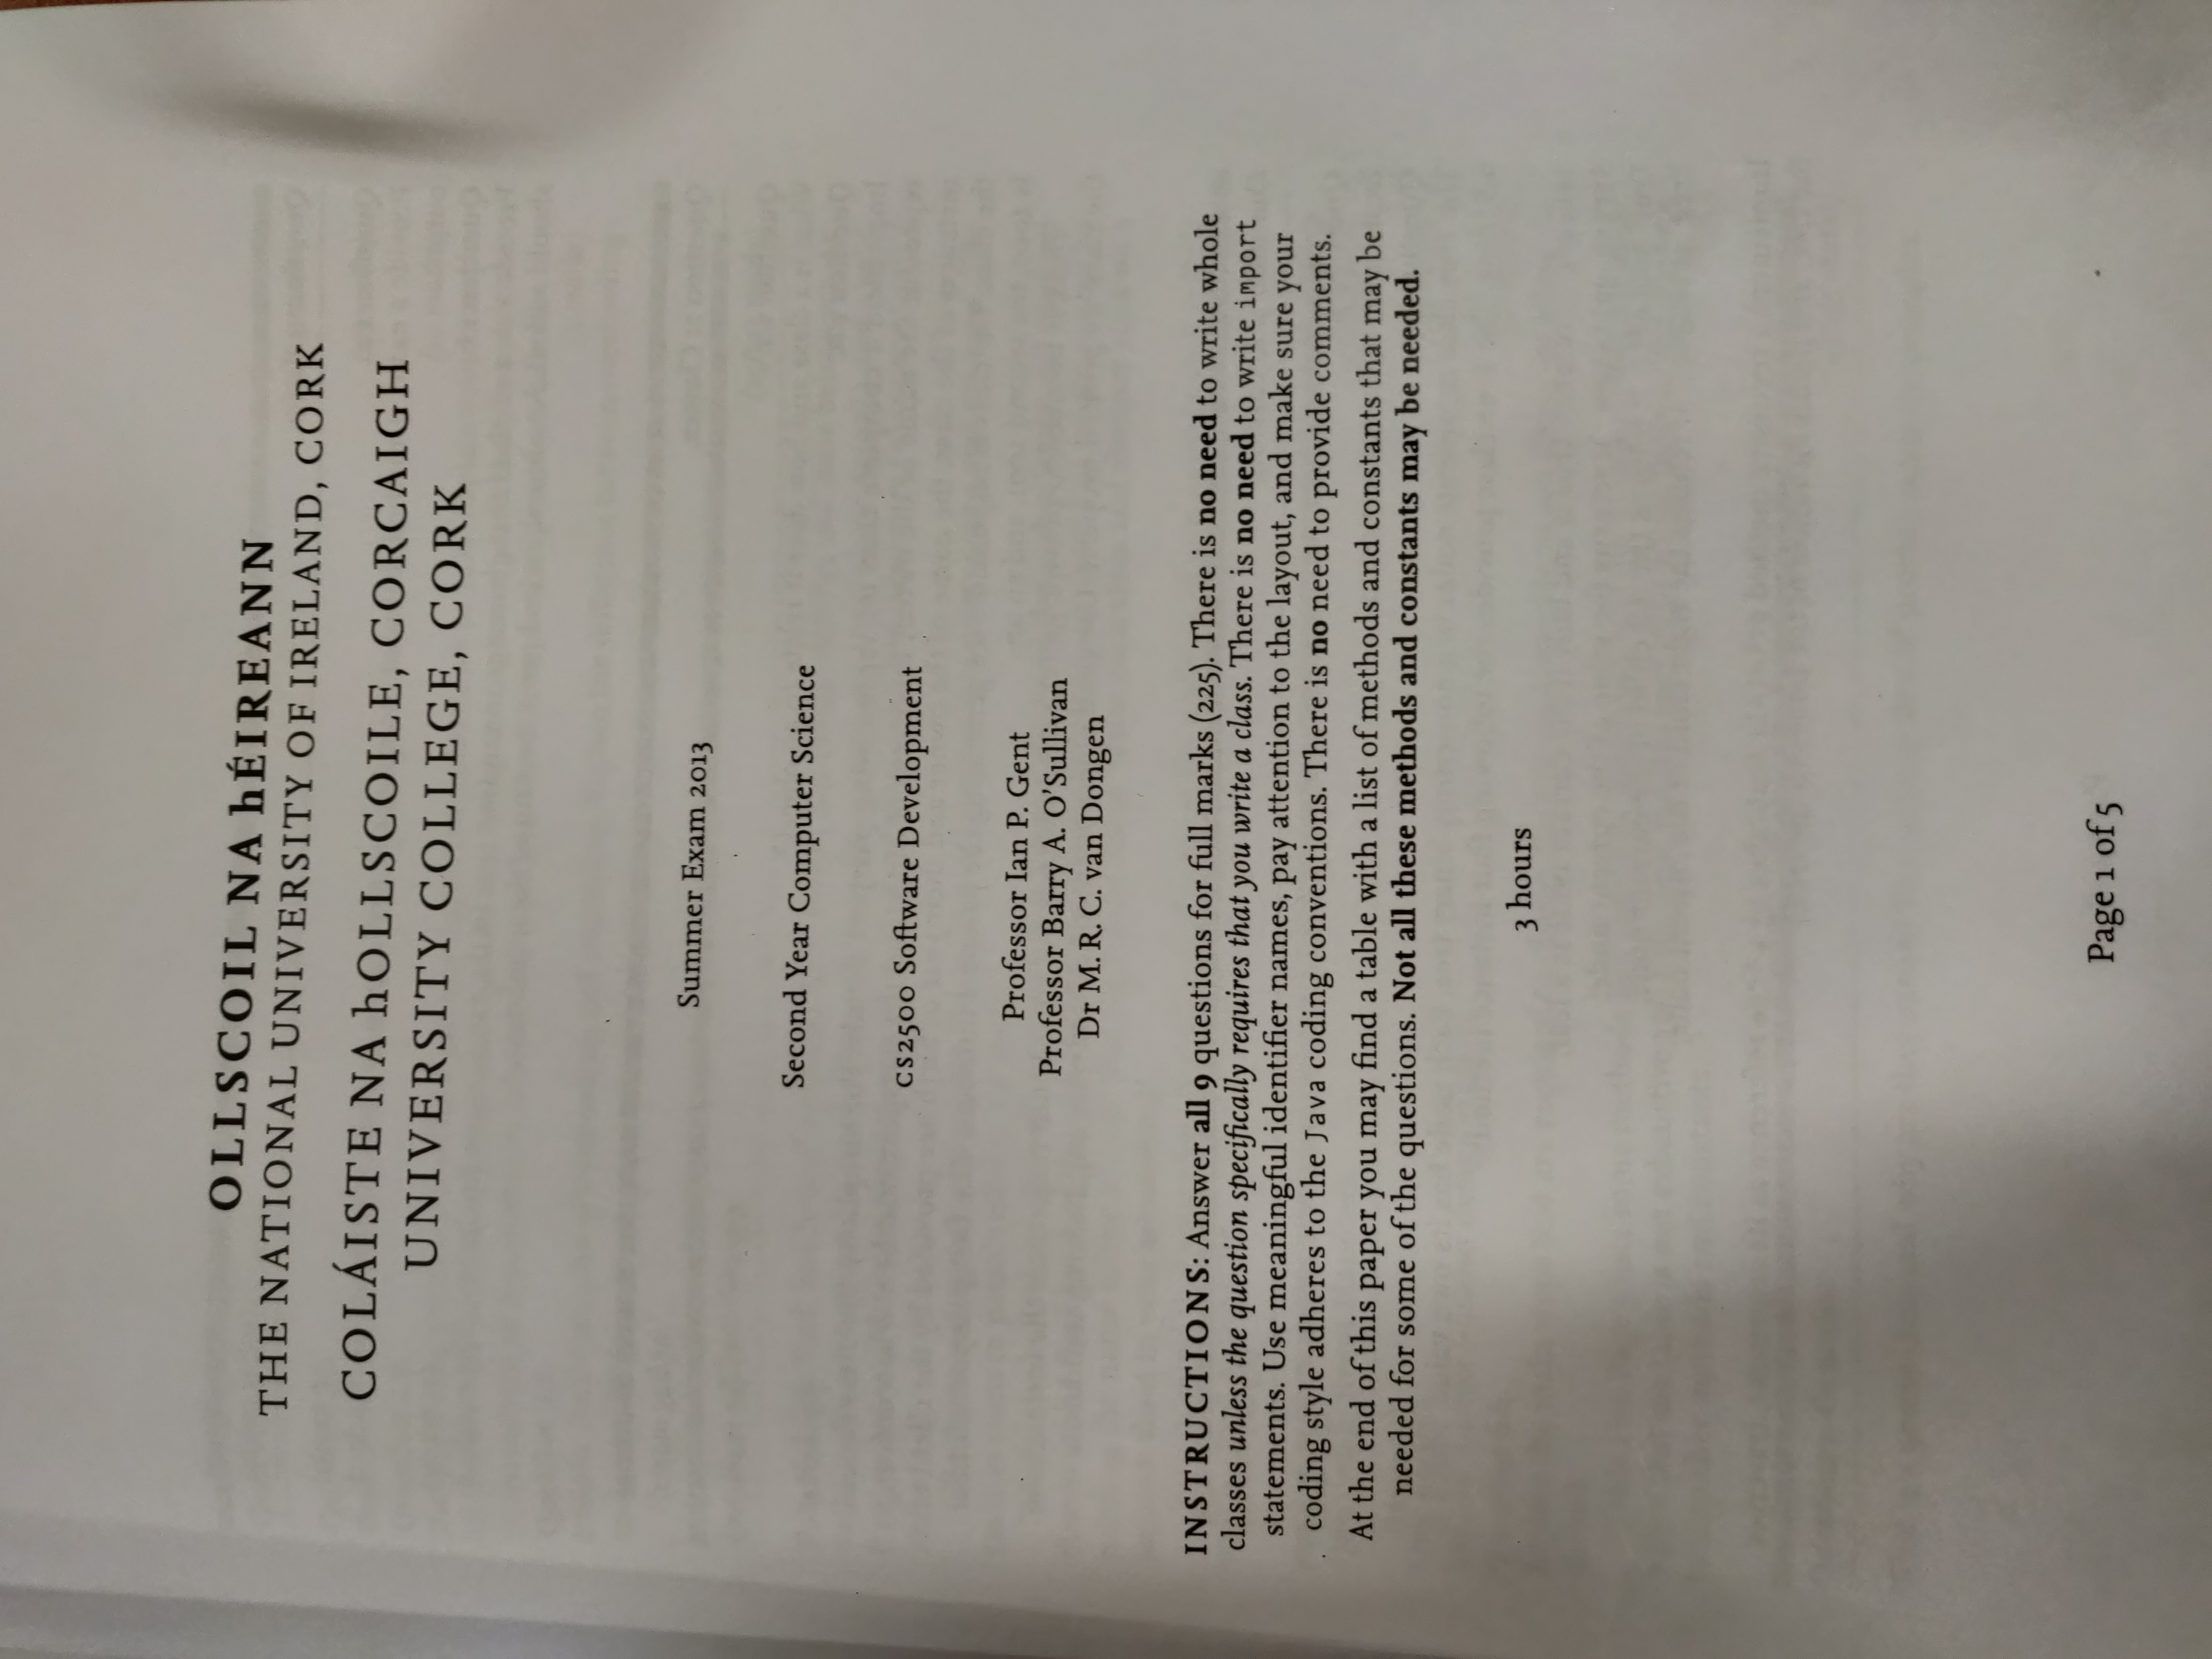 OLLSCOIL NA hÉIREANN
THE NATIONAL UNIVERSITY OF IRELAND, CORK
COLÁISTE NA hOLLSCOILE, CORCAIGH
UNIVERSITY COLLEGE, CORK
Summer Exam 2013
Second Year Computer Science
CS2500 Software Development
Professor Ian P. Gent
Professor Barry A. O'Sullivan
Dr M. R. C. van Dongen
INSTRUCTIONS: Answer all 9 questions for full marks (225). There is no need to write whole
classes unless the question specifically requires that you write a class. There is no need to write import
statements. Use meaningful identifier names, pay attention to the layout, and make sure your
coding style adheres to the Java coding conventions. There is no need to provide comments.
At the end of this paper you may find a table with a list of methods and constants that may be
needed for some of the questions. Not all these methods and constants may be needed.
3 hours
Page 1 of 5